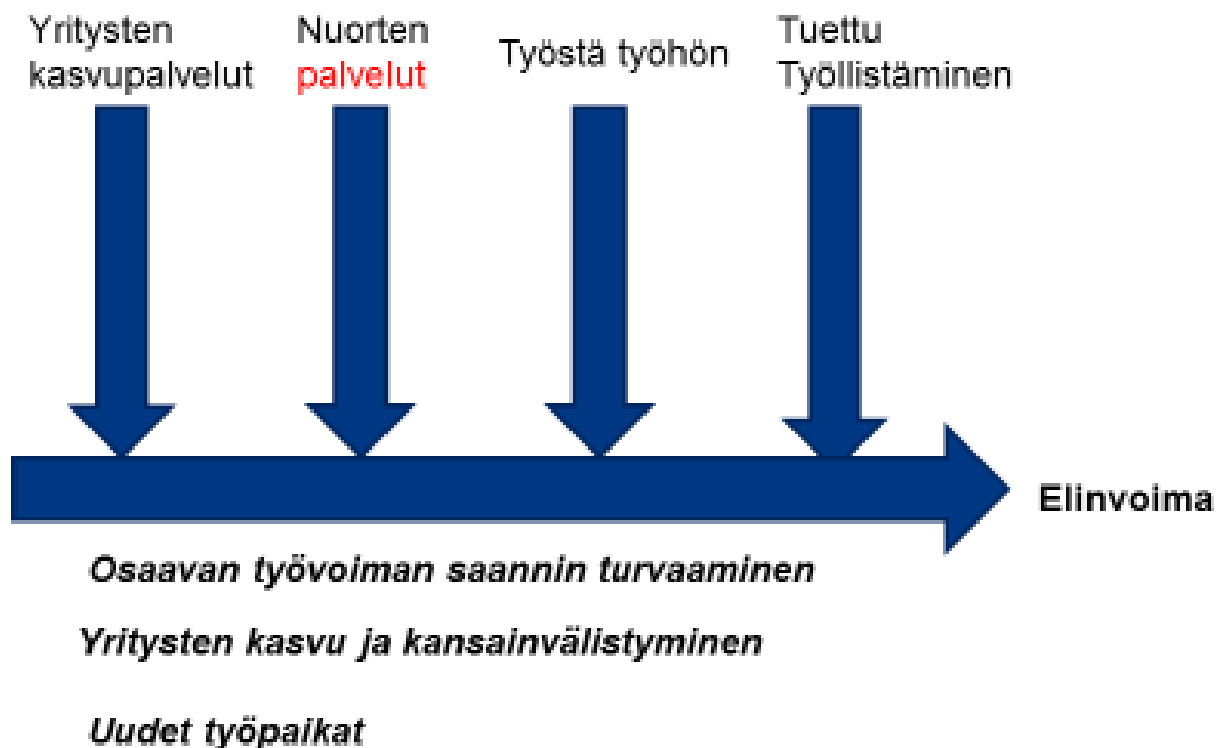 Yritysten
kasvupalvelut
Nuorten
palvelut
Työstä työhön
Tuettu
Työllistäminen
Elinvoima
Osaavan työvoiman saannin turvaaminen
Yritysten kasvu ja kansainvälistyminen
Uudet työpaikat